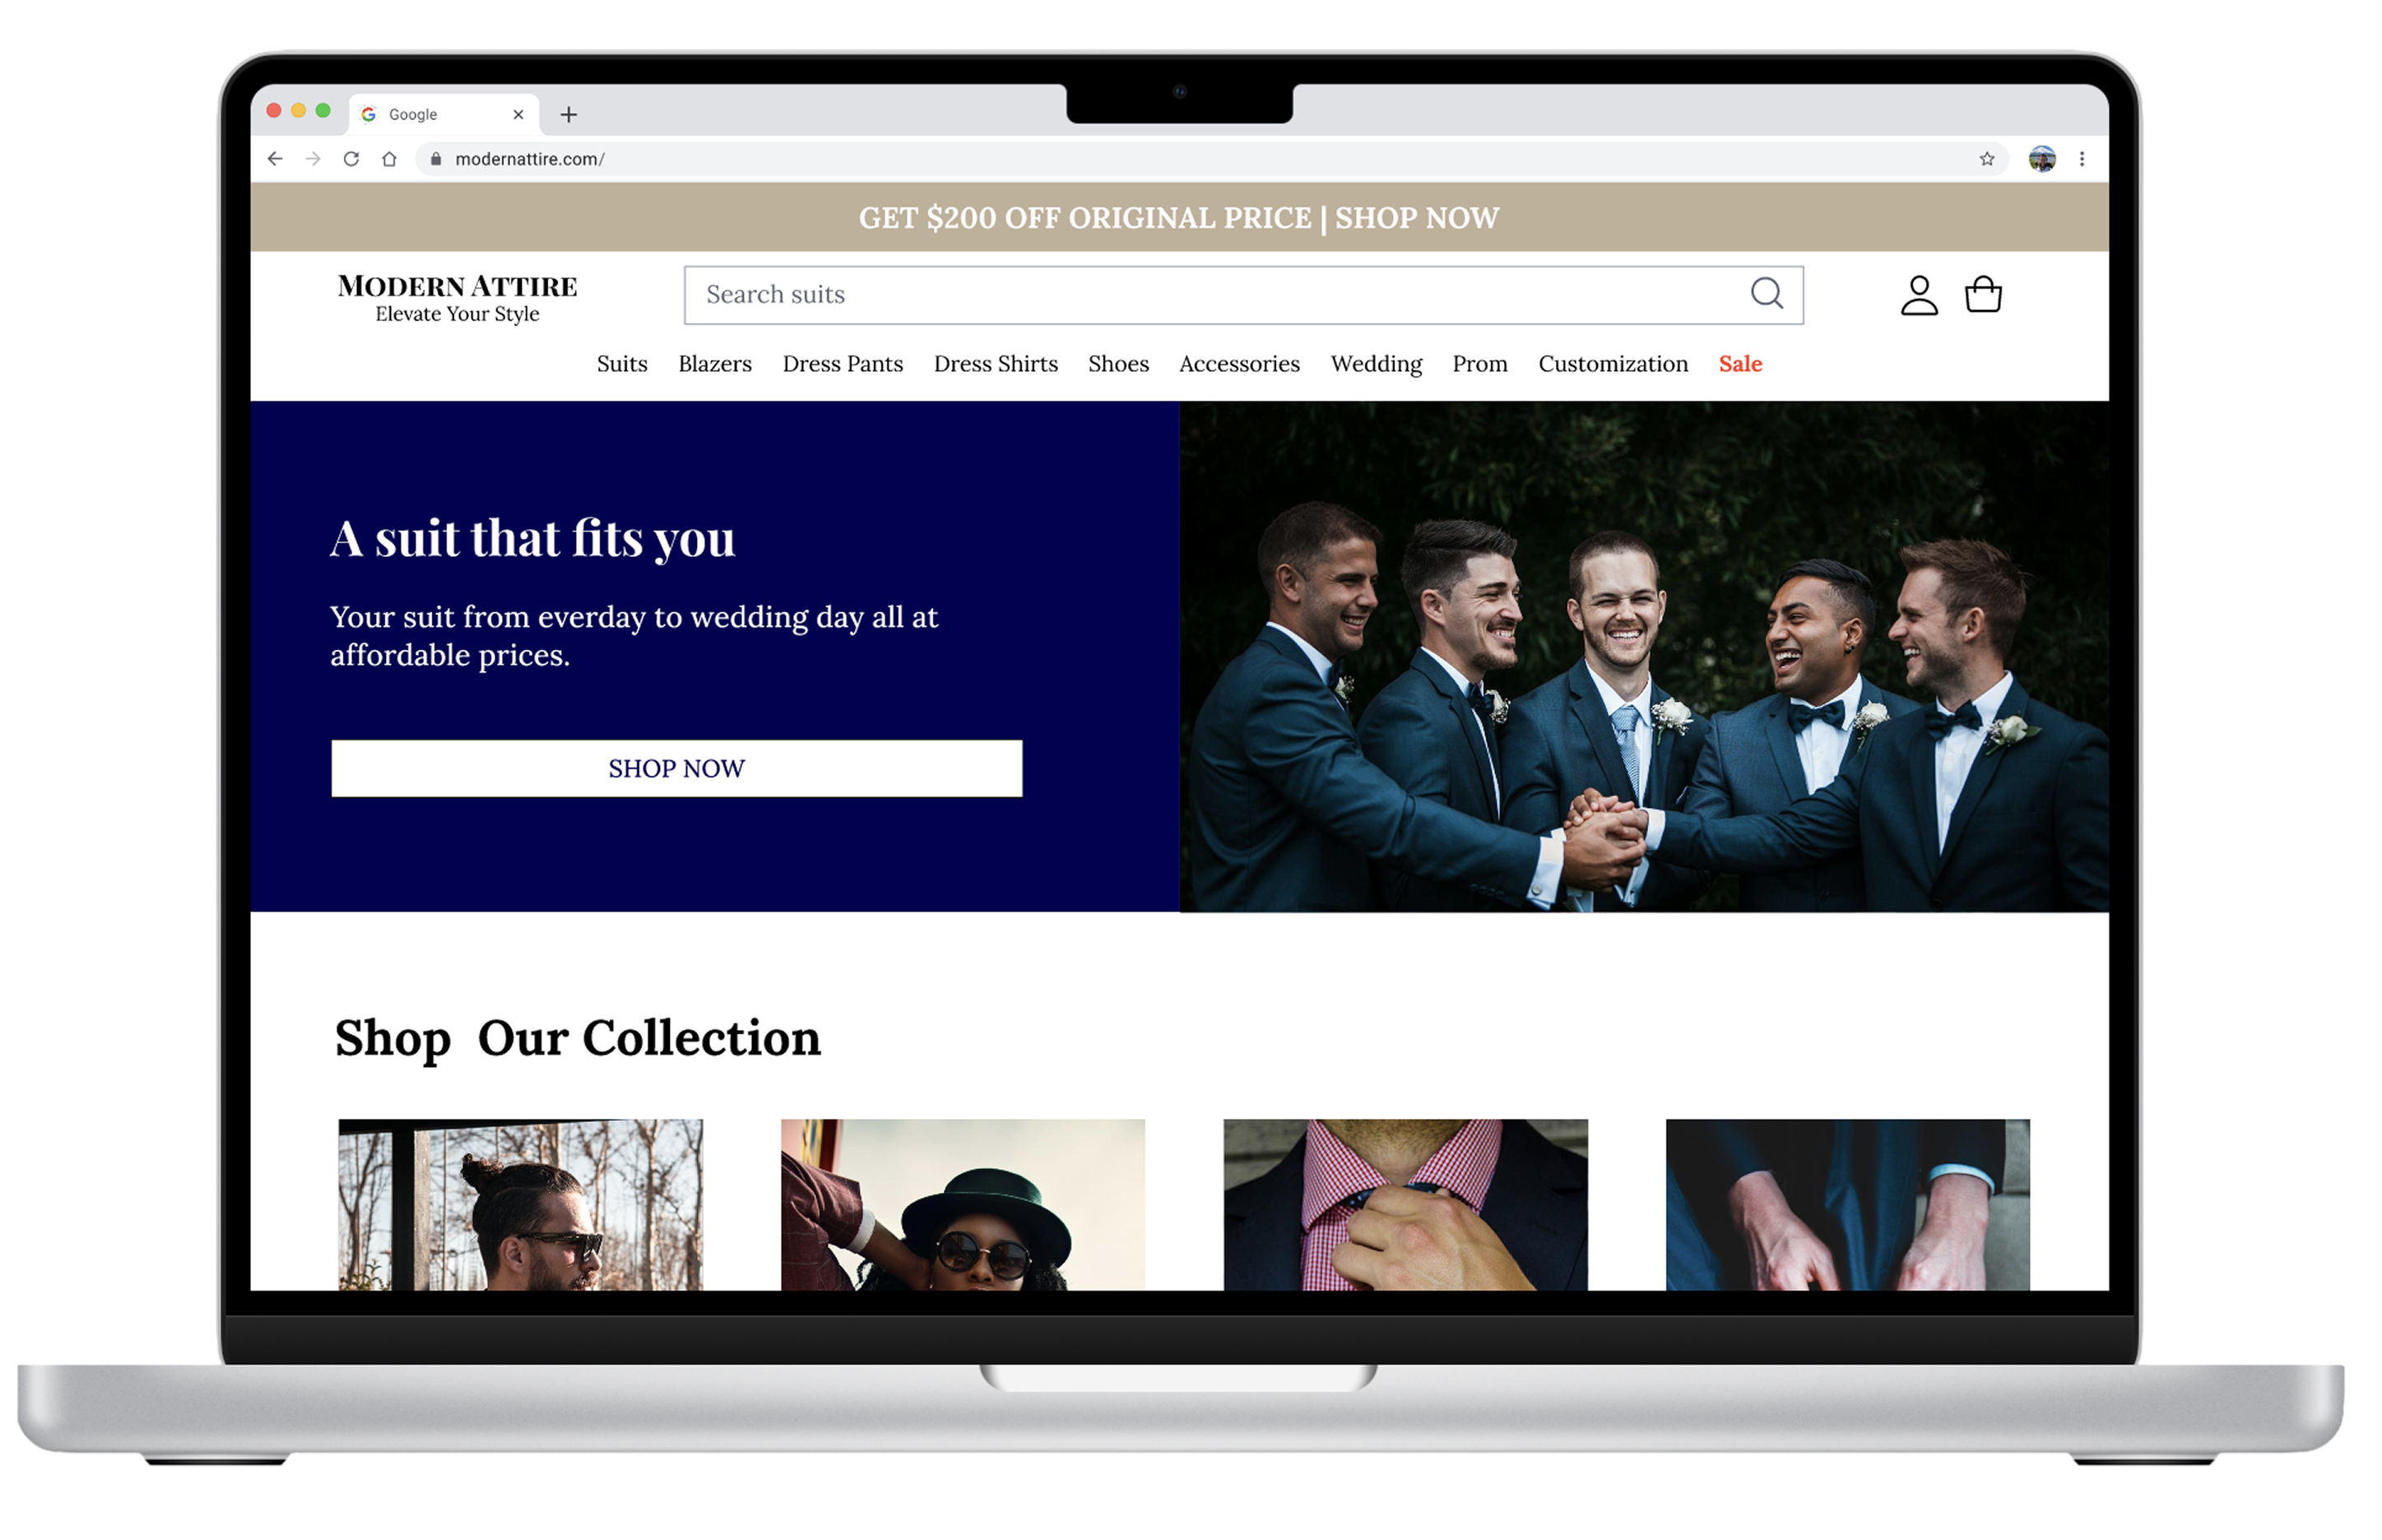 Google
modernattire.com/
GET $200 OFF ORIGINAL PRICE | SHOP NOW
MODERN ATTIRE
Elevate Your Style
Search suits
Suits Blazers Dress Pants Dress Shirts Shoes Accessories Wedding Prom Customization Sale
A suit that fits you
Your suit from everday to wedding day all at
affordable prices.
SHOP NOW
Shop  Our Collection